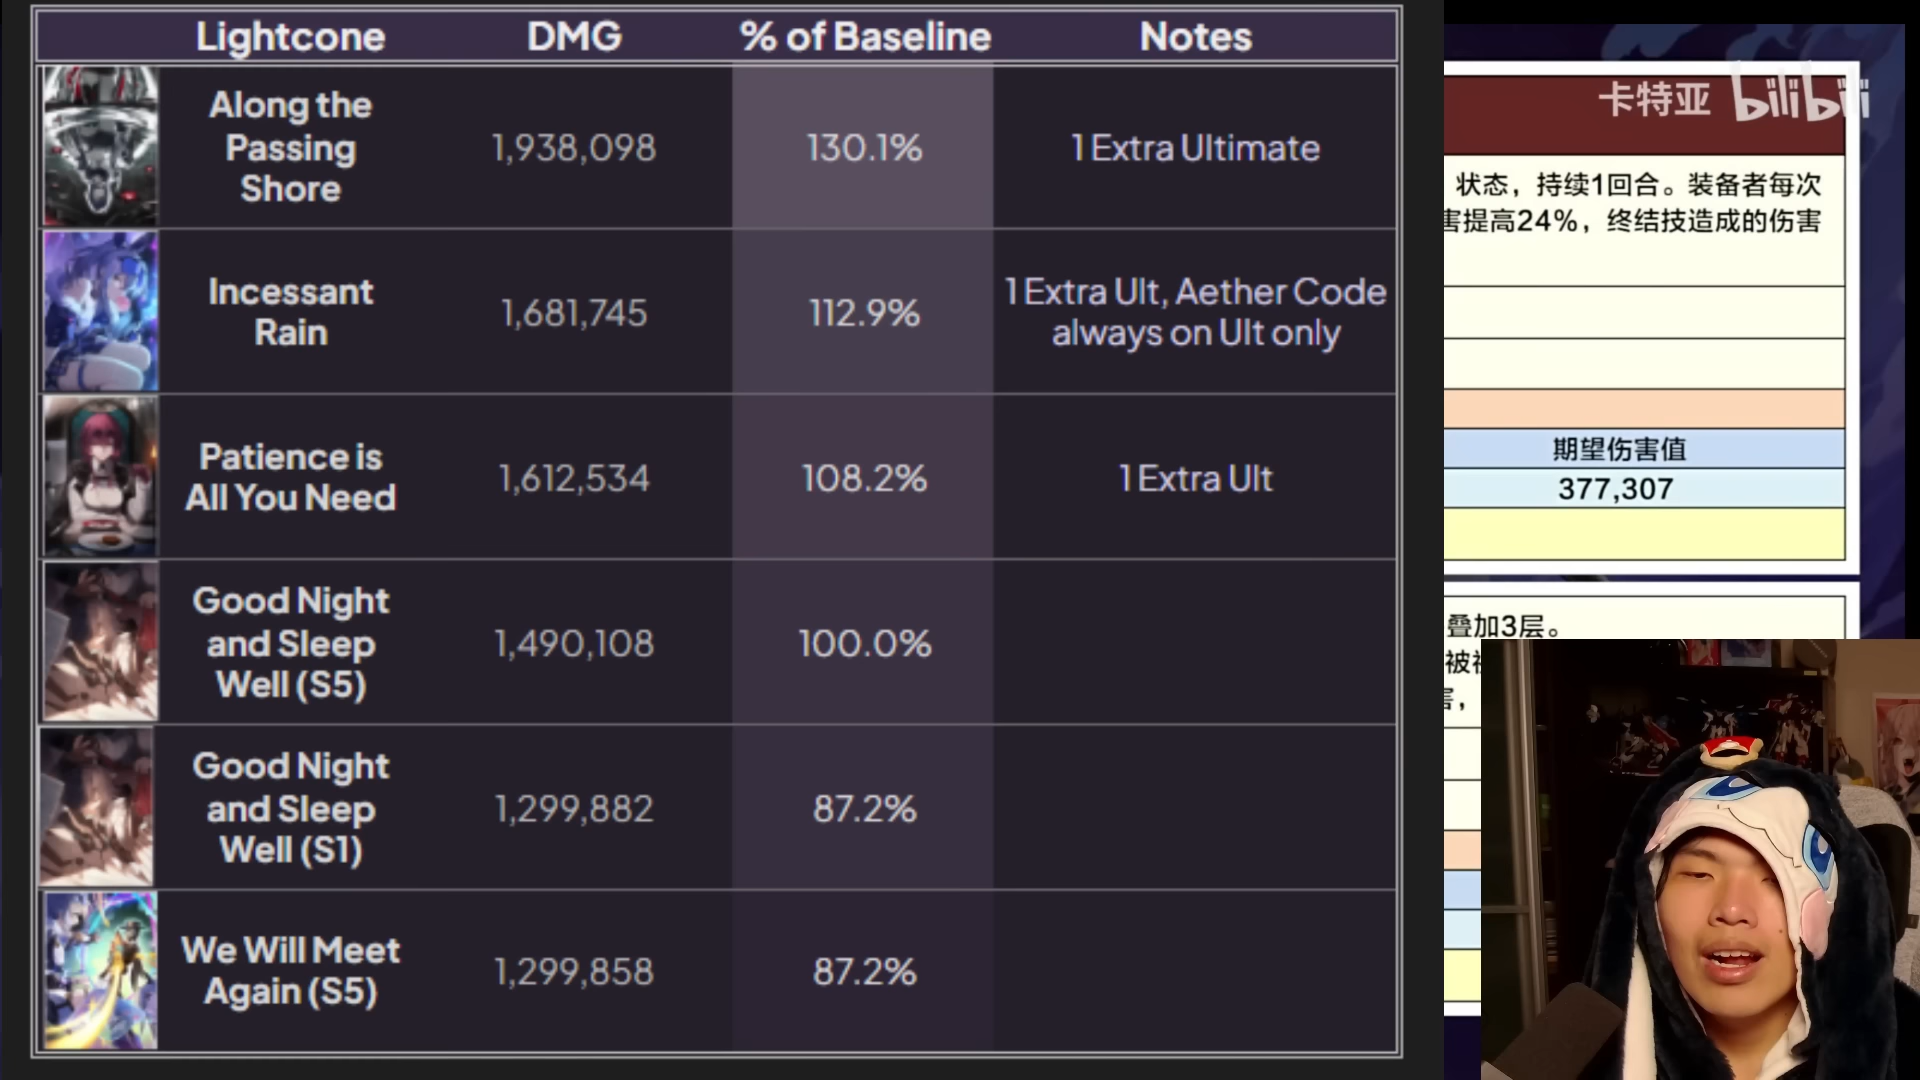 Lightcone DMG % of Baseline Notes
Along the
Passing
Shore
1,938,098 130.1% 1 Extra Ultimate
Incessant
Rain
1,681,745 112.9% 1 Extra Ult, Aether Code
always on Ult only
Patience is
All You Need
1,612,534 108.2% 1 Extra Ult
Good Night
and Sleep
Well (S5)
1,490,108 100.0%
Good Night
and Sleep
Well (S1)
1,299,882 87.2%
We Will Meet
Again (S5)
1,299,858 87.2%
卡特亚 bilibili
状态，持续1回合。装备者每次
害提高24%，终结技造成的伤害
期望伤害值
377,307
叠加3层。